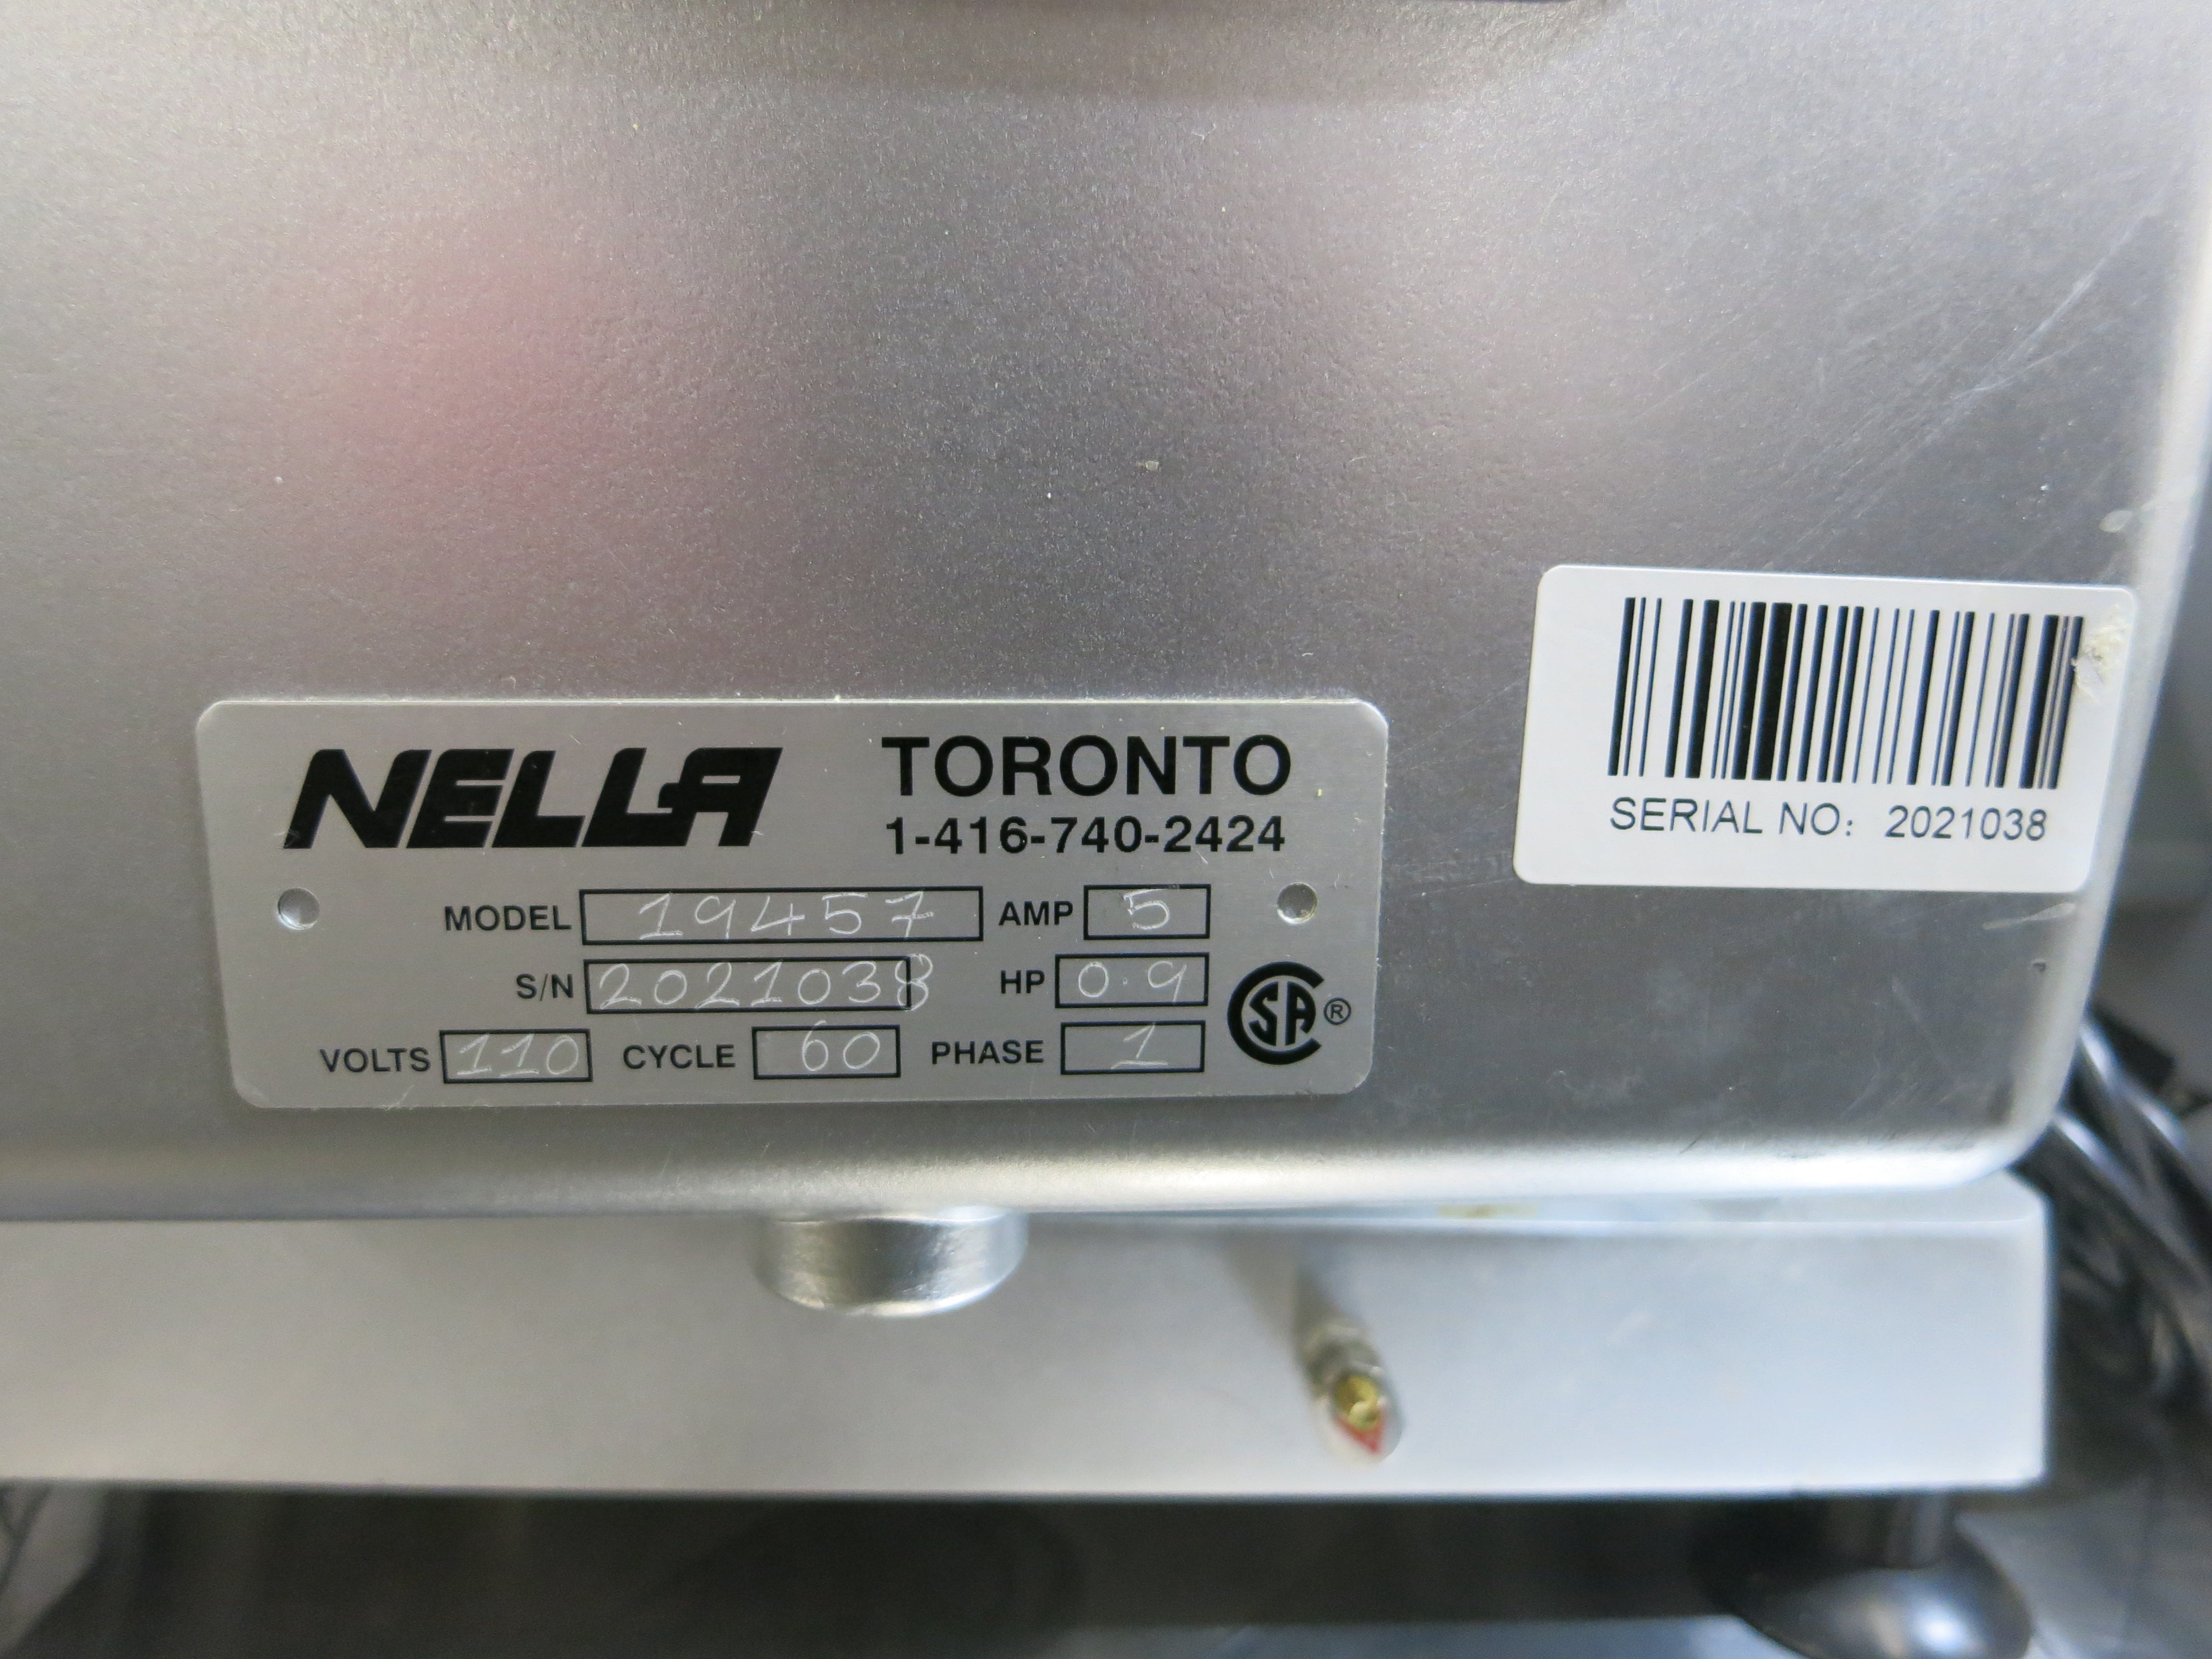 NELLA TORONTO
1-416-740-2424
MODEL 19457 AMP 5
S/N 2021038 HP 0.9
VOLTS 110 CYCLE 60 PHASE 1
CSA ®
SERIAL NO: 2021038